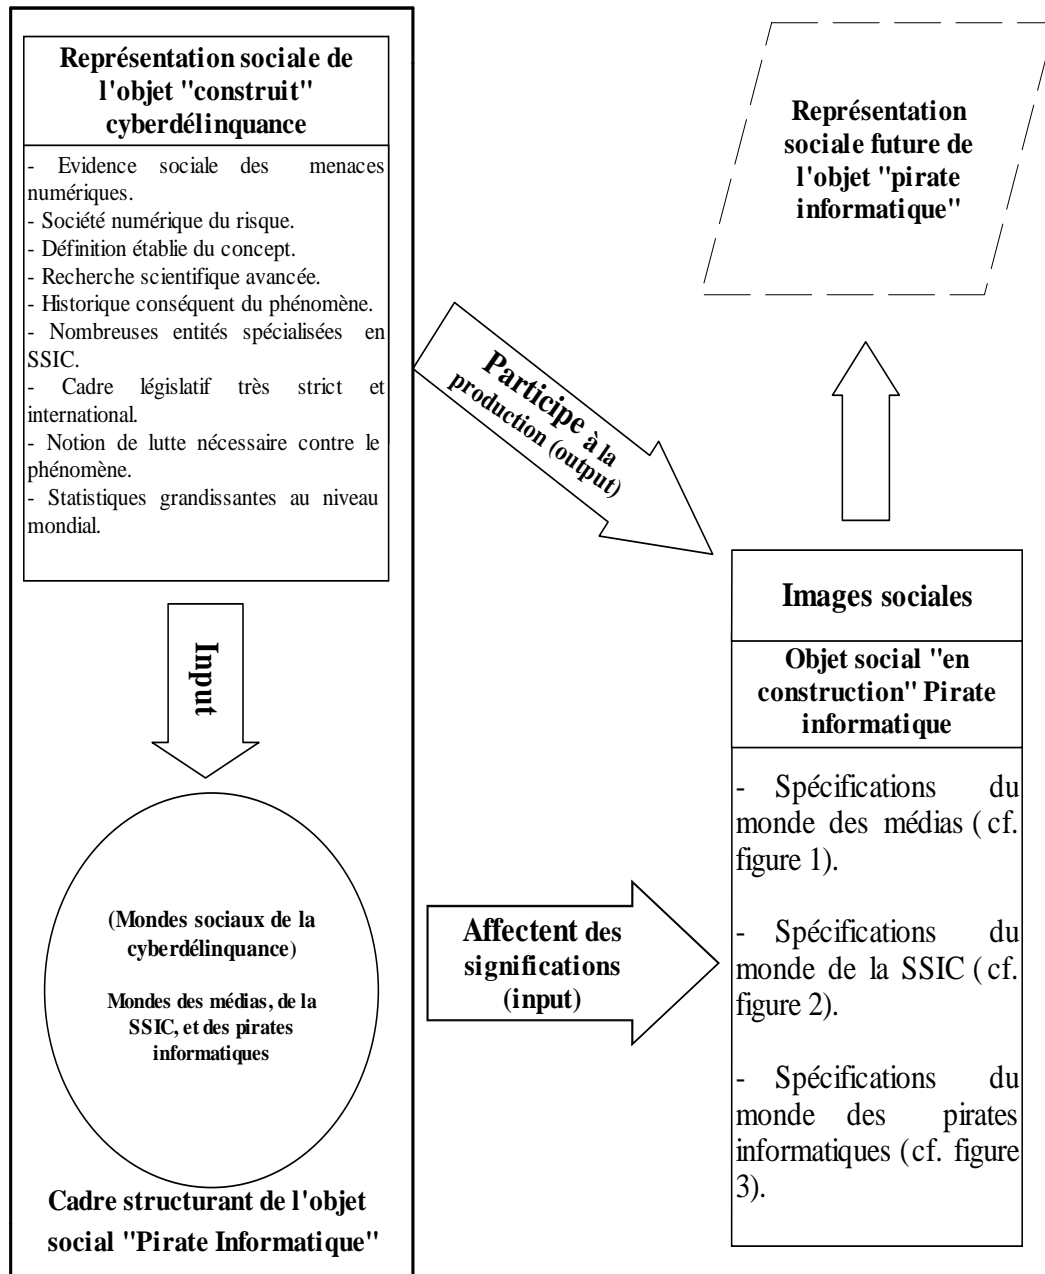 Représentation sociale de
l'objet "construit"
cyberdélinquance
- Evidence sociale des menaces
numériques.
- Société numérique du risque.
- Définition établie du concept.
- Recherche scientifique avancée.
- Historique conséquent du phénomène.
- Nombreuses entités spécialisées en
SSIC.
- Cadre législatif très strict et
international.
- Notion de lutte nécessaire contre le
phénomène.
- Statistiques grandissantes au niveau
mondial.
Input
(Mondes sociaux de la
cyberdélinquance)
Mondes des médias, de la
SSIC, et des pirates
informatiques
Cadre structurant de l'objet
social "Pirate Informatique"
Participe à la
production (output)
Affectent des
significations
(input)
Représentation
sociale future de
l'objet "pirate
informatique"
Images sociales
Objet social "en
construction" Pirate
informatique
- Spécifications du
monde des médias ( cf.
figure 1).
- Spécifications du
monde de la SSIC ( cf.
figure 2).
- Spécifications du
monde des pirates
informatiques ( cf. figure
3).